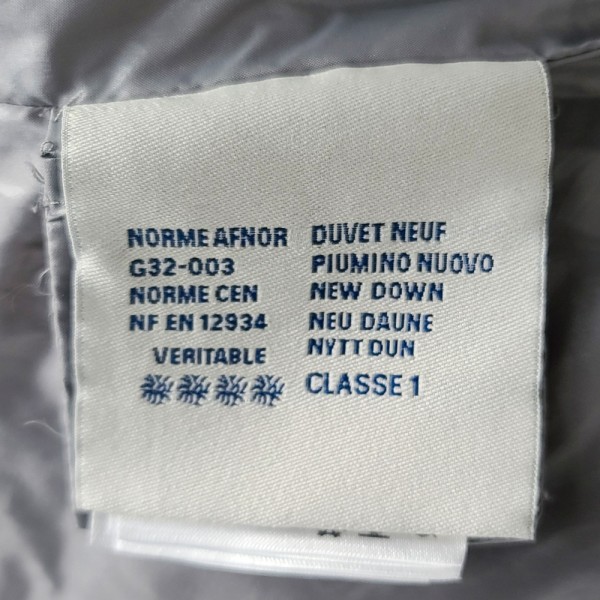 NORME AFNOR
G32-003
NORME CEN
NF EN 12934
VERITABLE
DUVET NEUF
PIUMINO NUOVO
NEW DOWN
NEU DAUNE
NYTT DUN
CLASSE 1